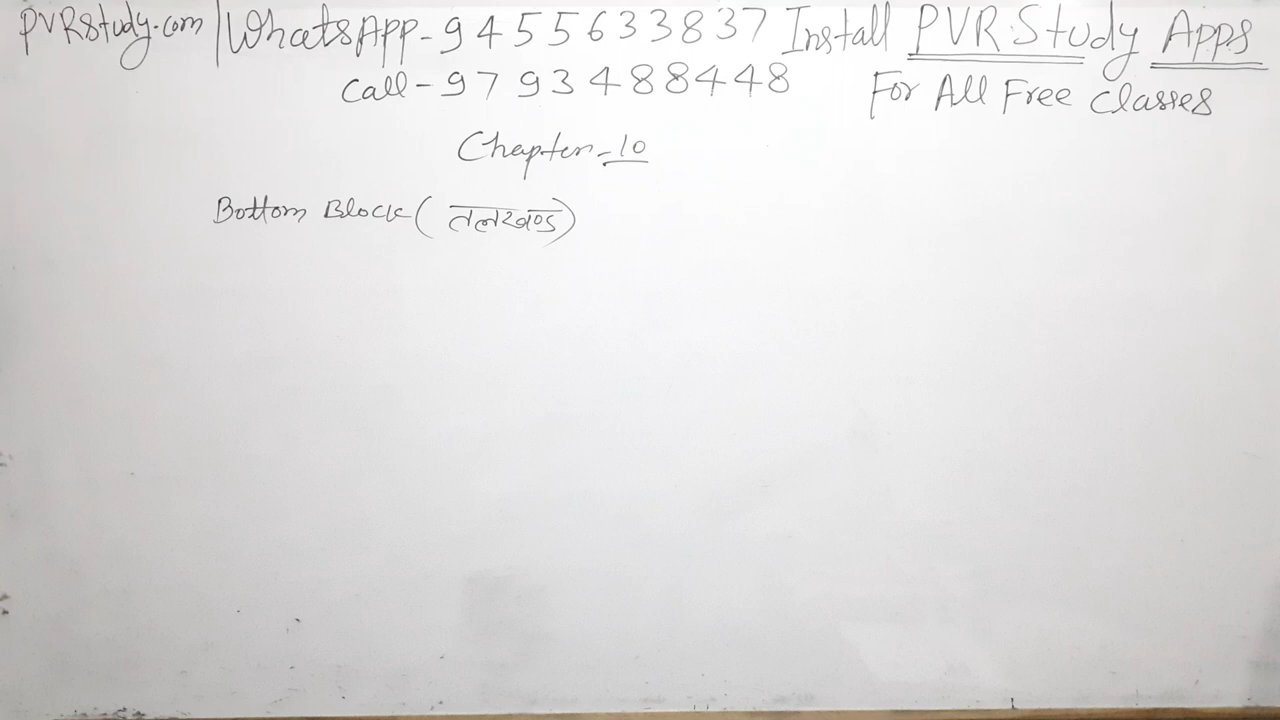 PVRStudy.com | WhatsApp - 9455633837 Install PVR Study Apps
Call - 9793488448 For All Free Classes
Chapter - 10
Bottom Block ( तलखण्ड )